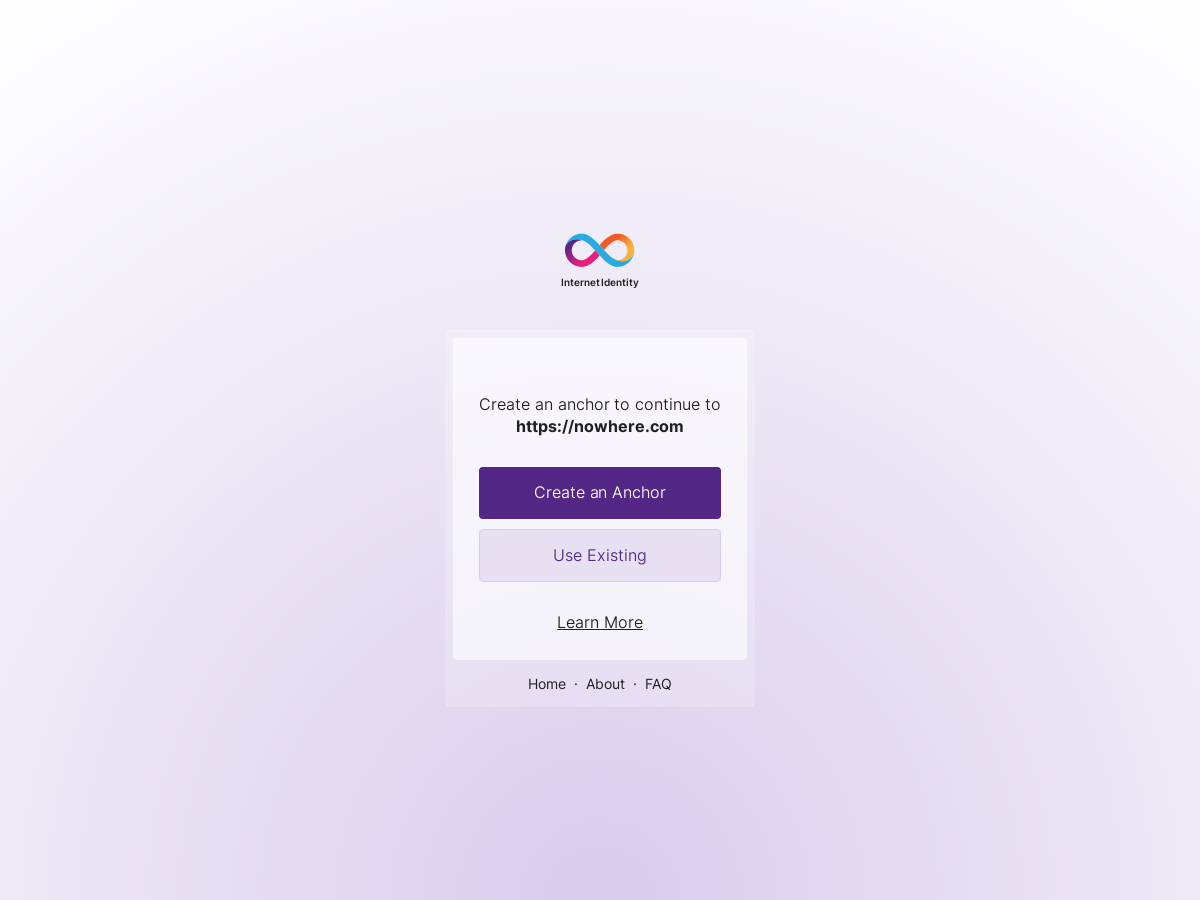 Internet Identity
Create an anchor to continue to
https://nowhere.com
Create an Anchor
Use Existing
Learn More
Home · About · FAQ